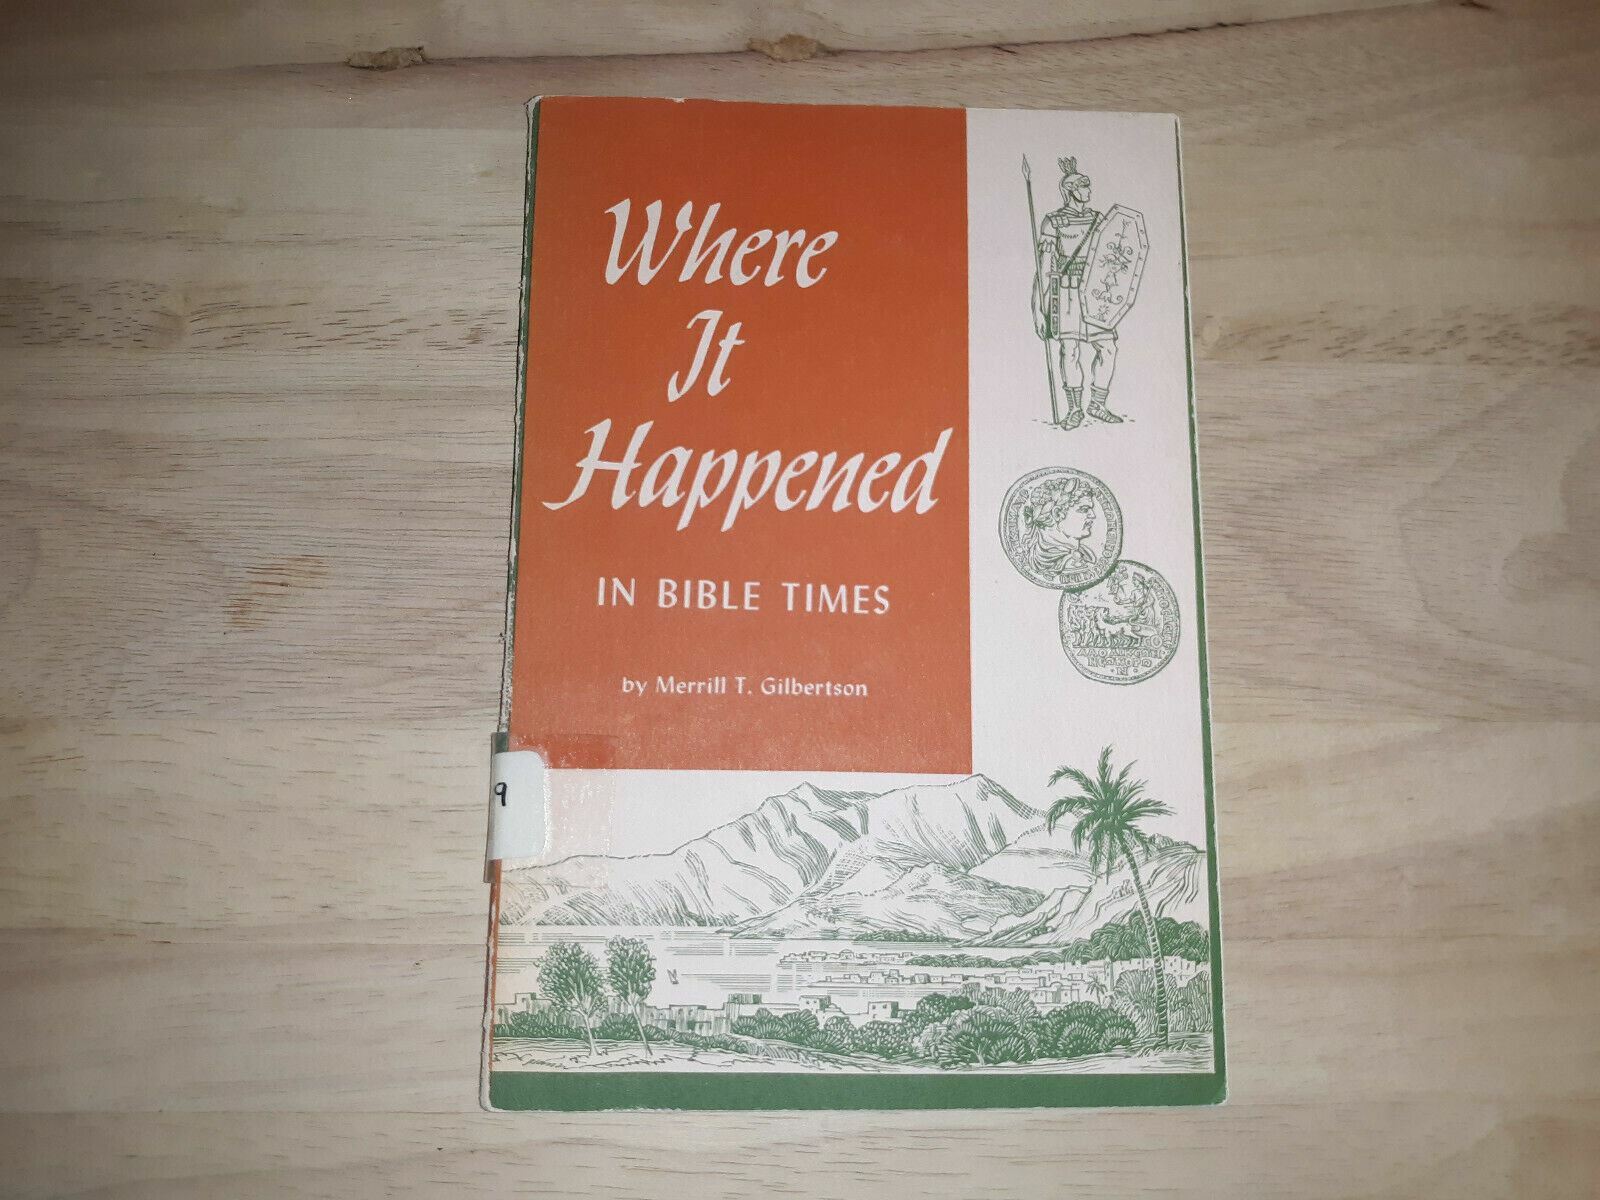 Where
It
Happened
IN BIBLE TIMES
by Merrill T. Gilbertson
9